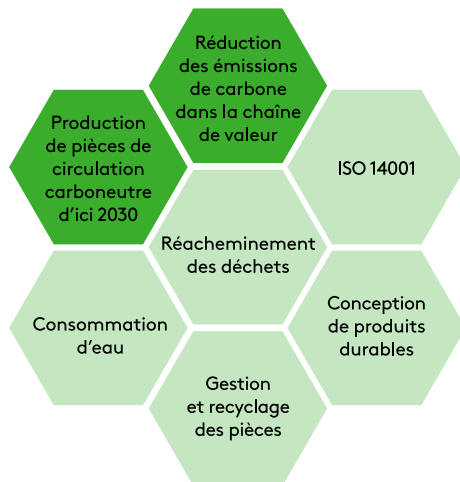 Réduction
des émissions
de carbone
dans la chaîne
de valeur
Production
de pièces de
circulation
carboneutre
d'ici 2030
ISO 14001
Réacheminement
des déchets
Consommation
d'eau
Conception
de produits
durables
Gestion
et recyclage
des pièces